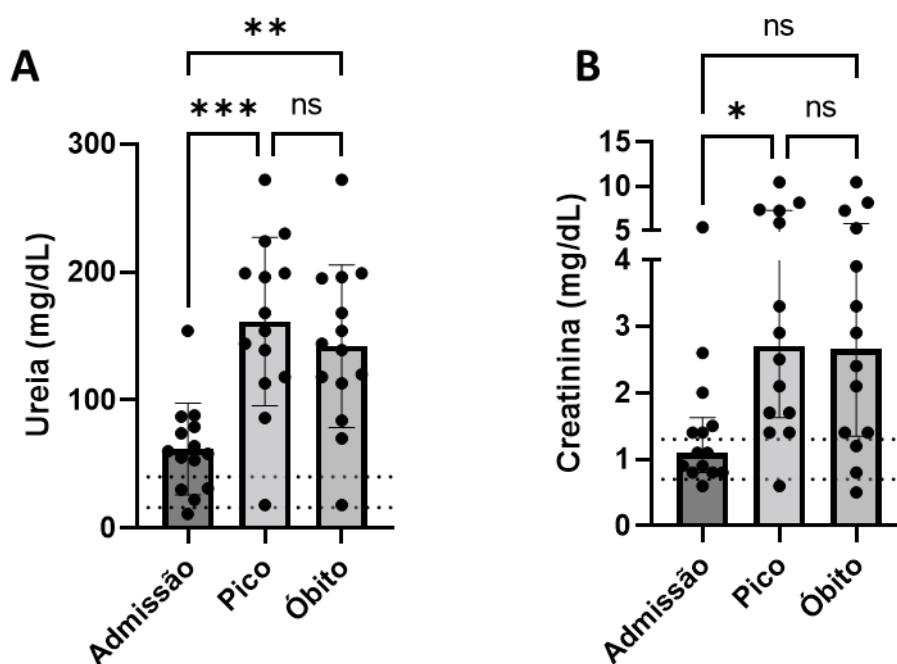 A
**
***
ns
Ureia (mg/dL)
300
200
100
0
Admissão
Pico
Óbito
B
ns
*
ns
Creatinina (mg/dL)
15
10
5
4
3
2
1
0
Admissão
Pico
Óbito